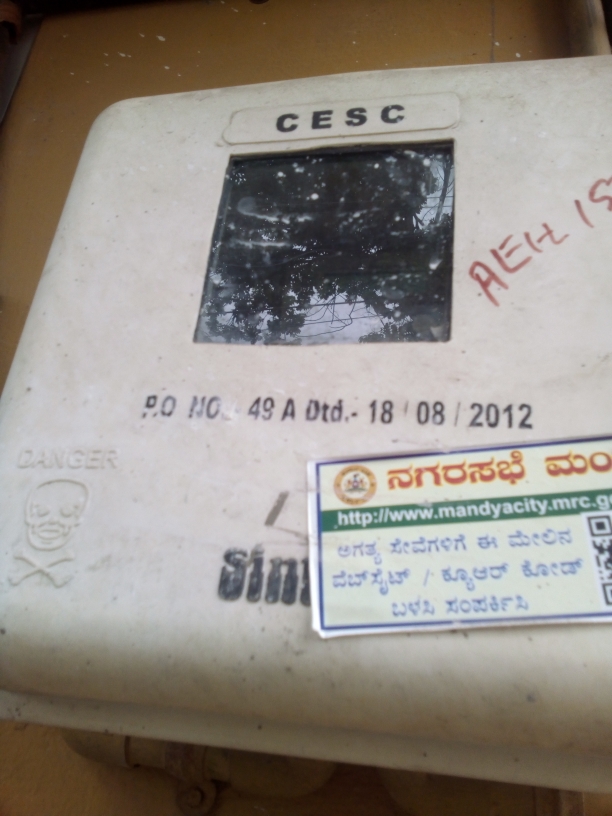 CESC
P.O NO.- 49 A Dtd.- 18 / 08 / 2012
DANGER
ನಗರಸಭೆ
http://www.mandyacity.mrc.g
ಅಗತ್ಯ ಸೇವೆಗಳಿಗೆ ಈ ಮೇಲಿನ
ವೆಬ್‌ಸೈಟ್ / ಕ್ಯೂಆರ್ ಕೋಡ್
ಬಳಸಿ ಸಂಪರ್ಕಿಸಿ